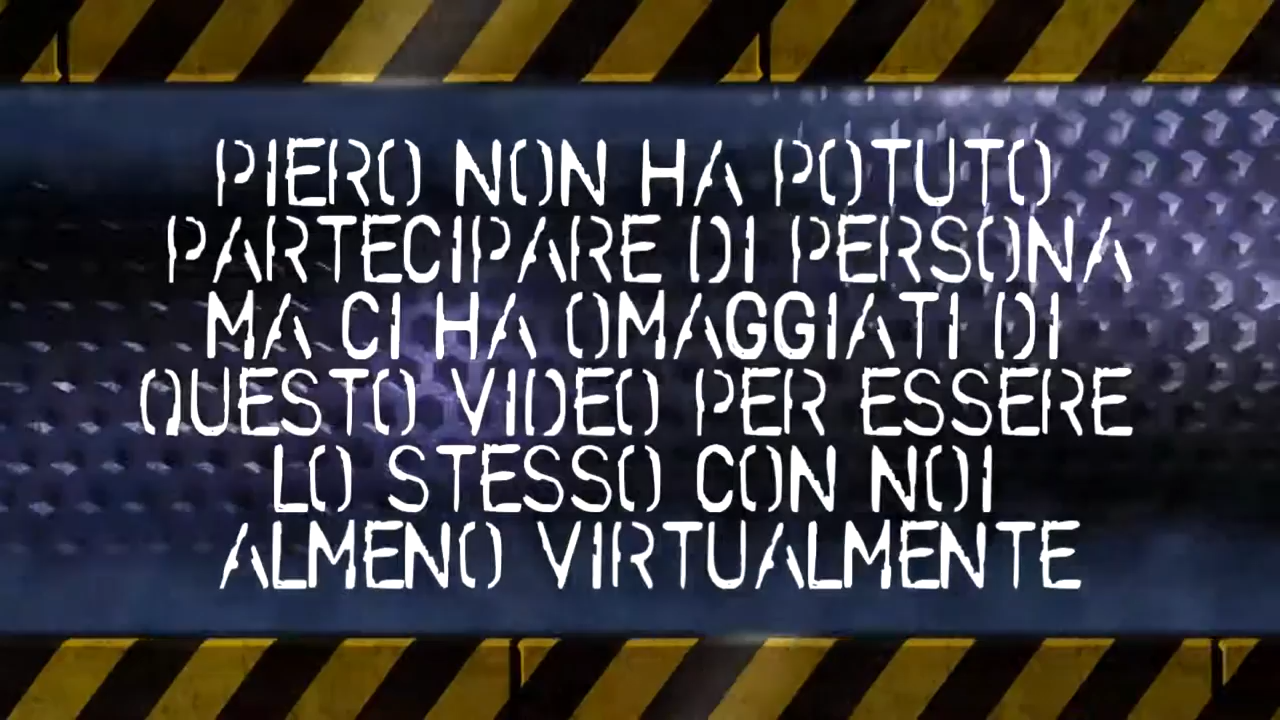 PIERO NON HA POTUTO
PARTECIPARE DI PERSONA
MA CI HA OMAGGIATI DI
QUESTO VIDEO PER ESSERE
LO STESSO CON NOI
ALMENO VIRTUALMENTE